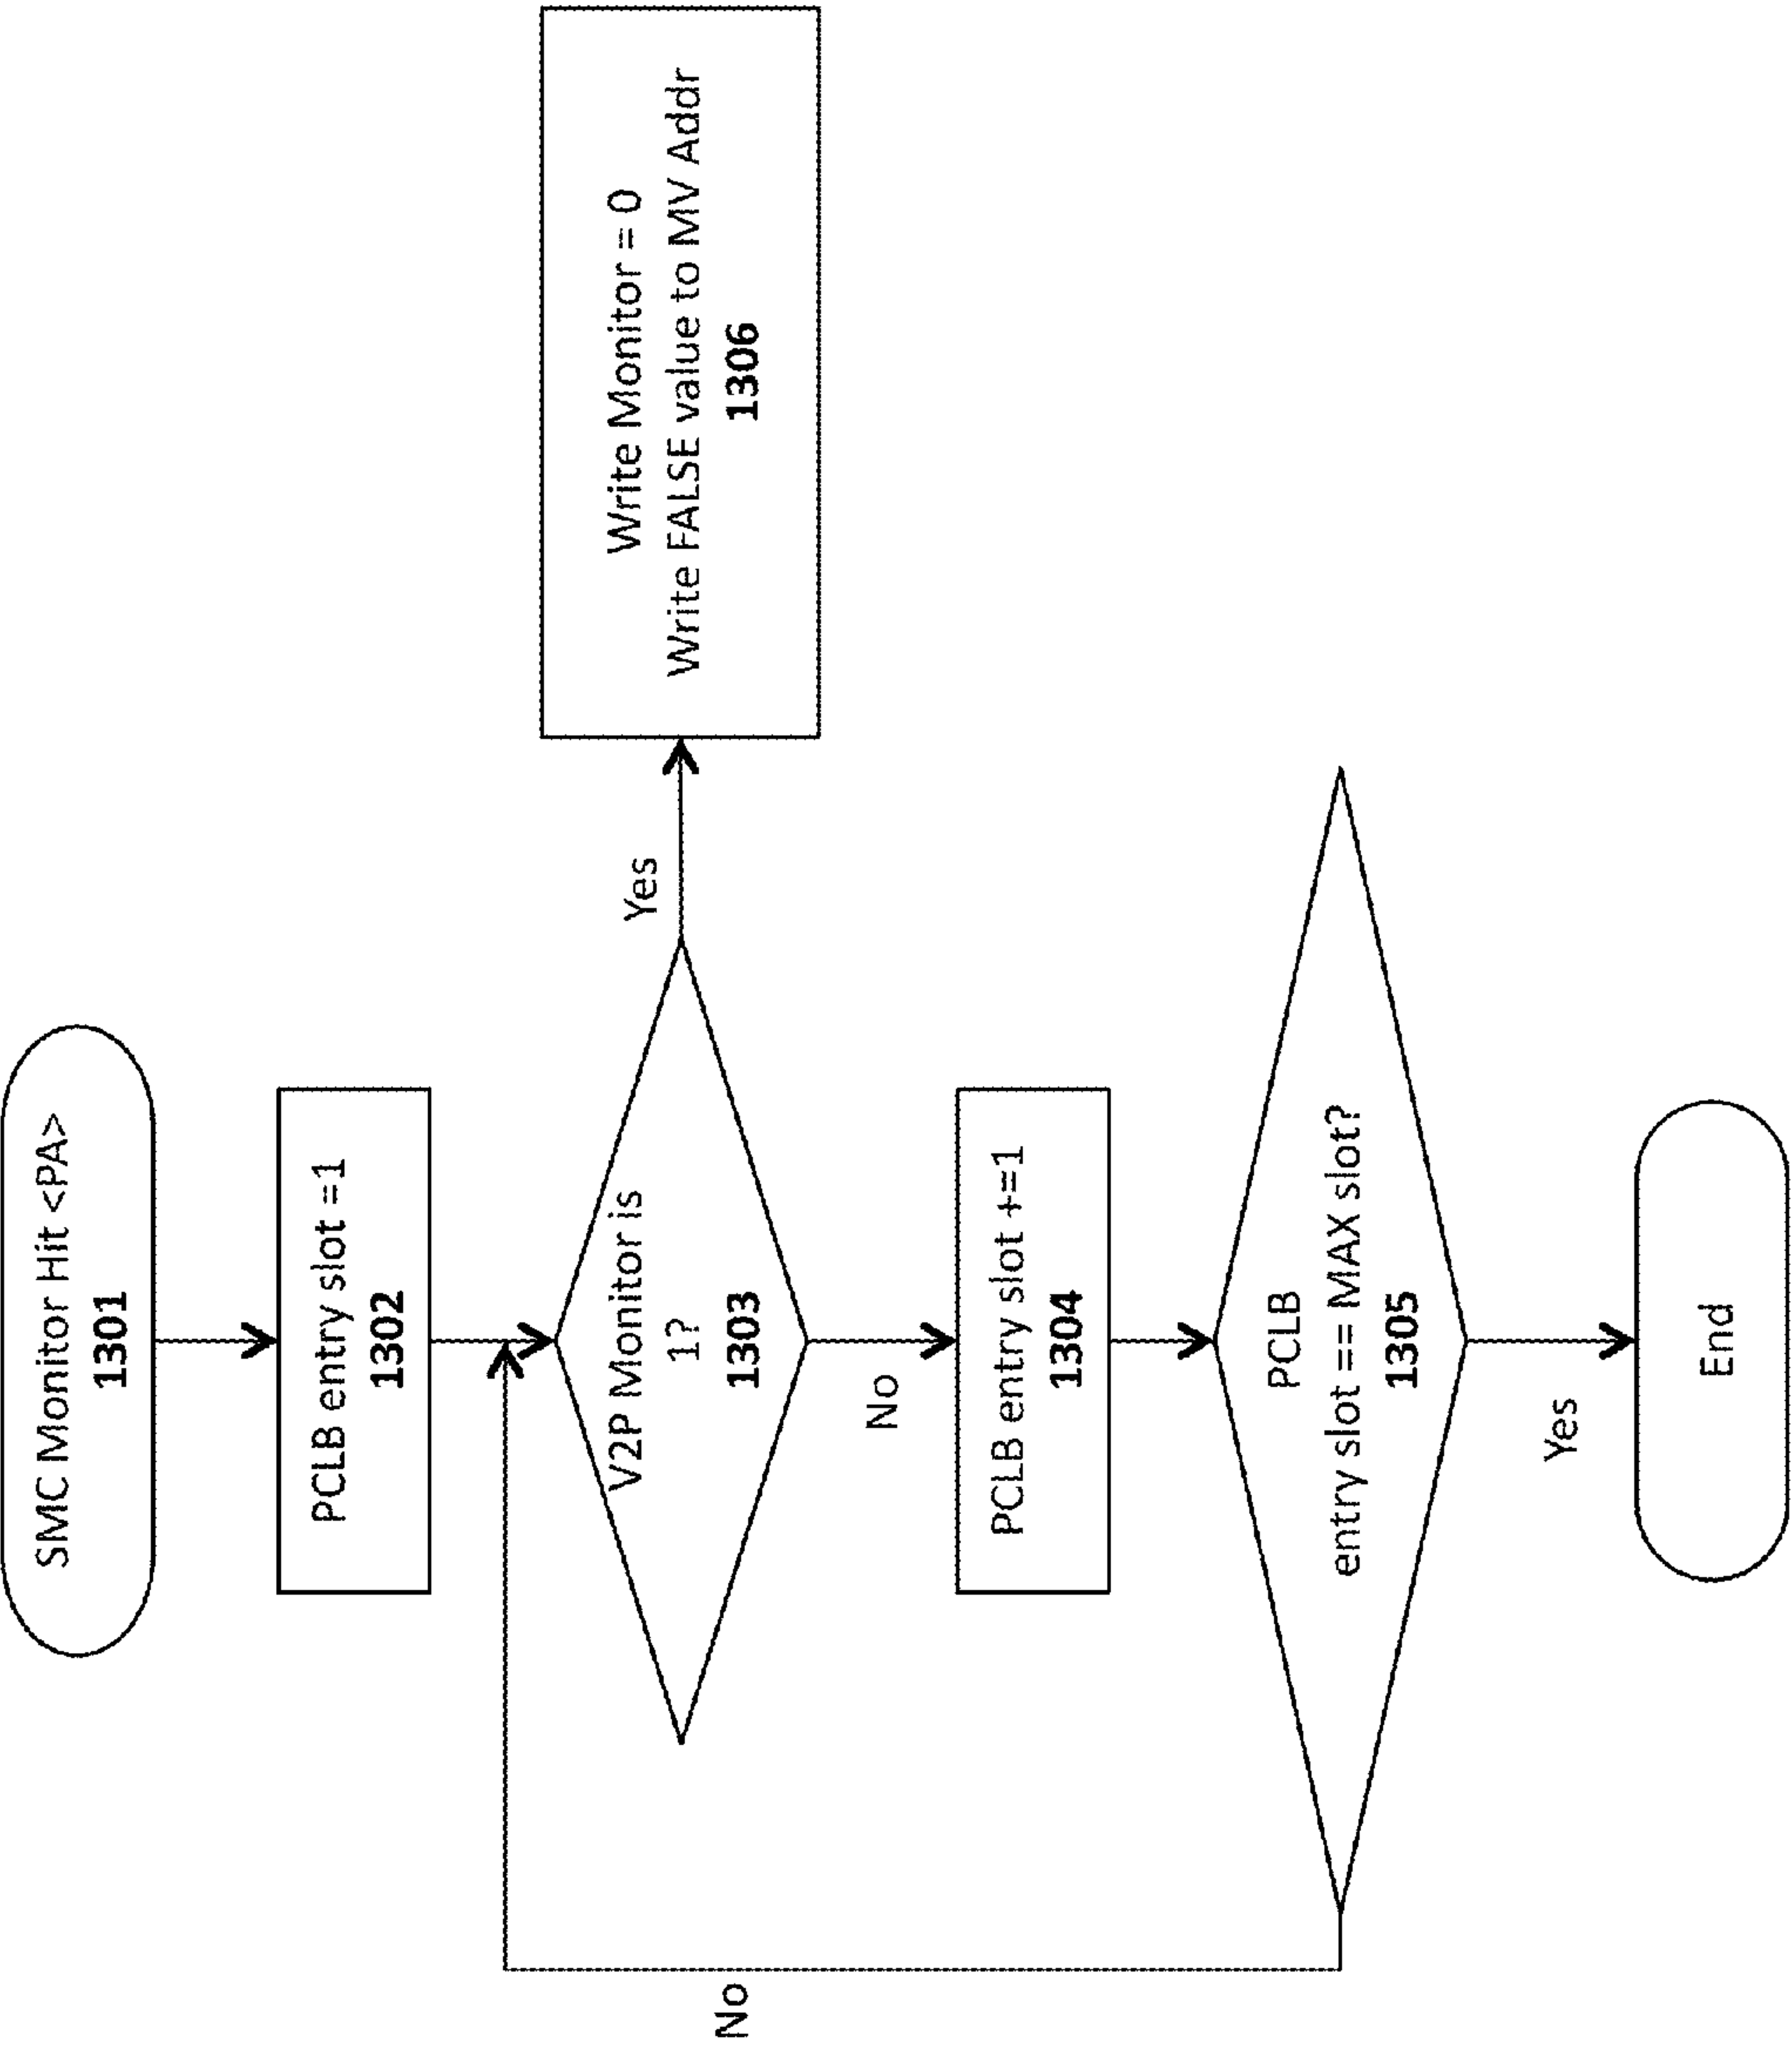 SMC Monitor Hit <PA>
1301
PCLB entry slot =1
1302
V2P Monitor is
1?
1303
Yes
Write Monitor = 0
Write FALSE value to MV Addr
1306
No
PCLB entry slot +=1
1304
PCLB
entry slot == MAX slot?
1305
No
Yes
End